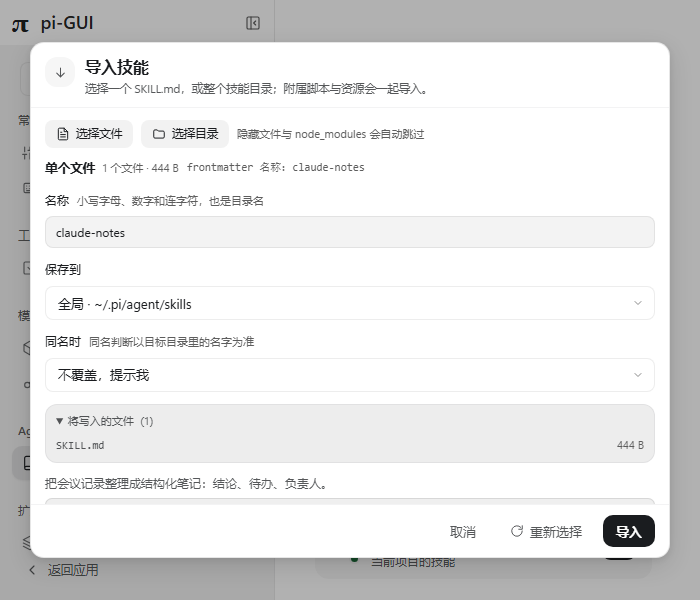 pi-GUI
导入技能
选择一个 SKILL.md，或整个技能目录；附属脚本与资源会一起导入。
常
选择文件 选择目录 隐藏文件与 node_modules 会自动跳过
单个文件 1 个文件 · 444 B frontmatter 名称: claude-notes
名称 小写字母、数字和连字符，也是目录名
claude-notes
工
保存到
全局 · ~/.pi/agent/skills
模
同名时 同名判断以目标目录里的名字为准
不覆盖，提示我
▼ 将写入的文件 (1)
Ag
SKILL.md 444 B
把会议记录整理成结构化笔记：结论、待办、负责人。
扩
取消 重新选择 导入
当前项目的技能
返回应用